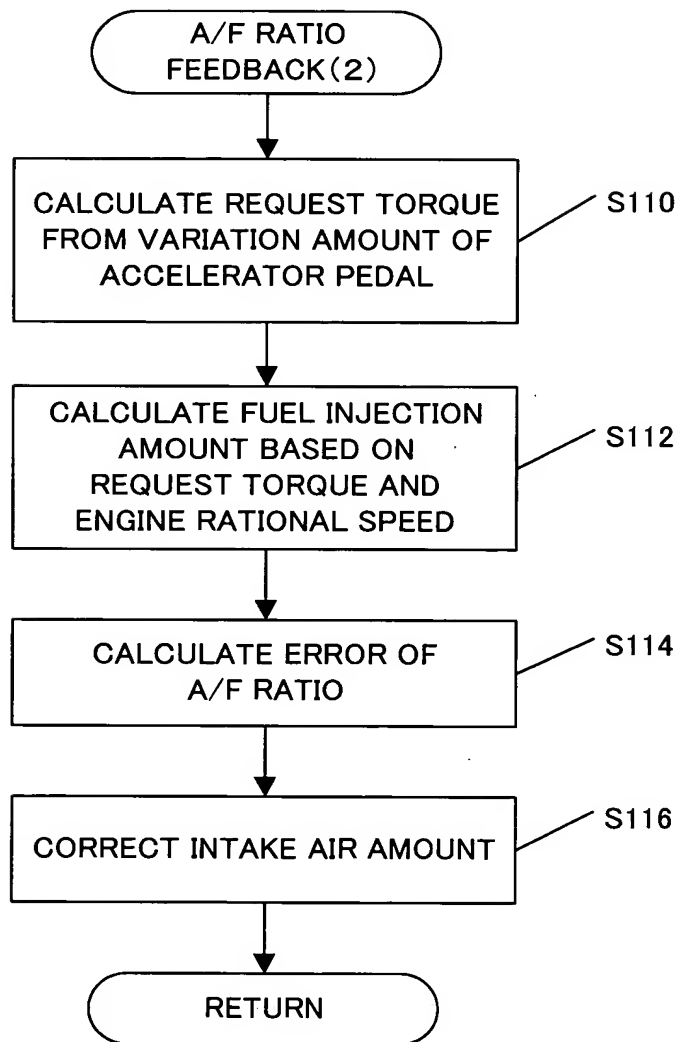 A/F RATIO
FEEDBACK(2)
CALCULATE REQUEST TORQUE
FROM VARIATION AMOUNT OF
ACCELERATOR PEDAL
S110
CALCULATE FUEL INJECTION
AMOUNT BASED ON
REQUEST TORQUE AND
ENGINE RATIONAL SPEED
S112
CALCULATE ERROR OF
A/F RATIO
S114
CORRECT INTAKE AIR AMOUNT
S116
RETURN